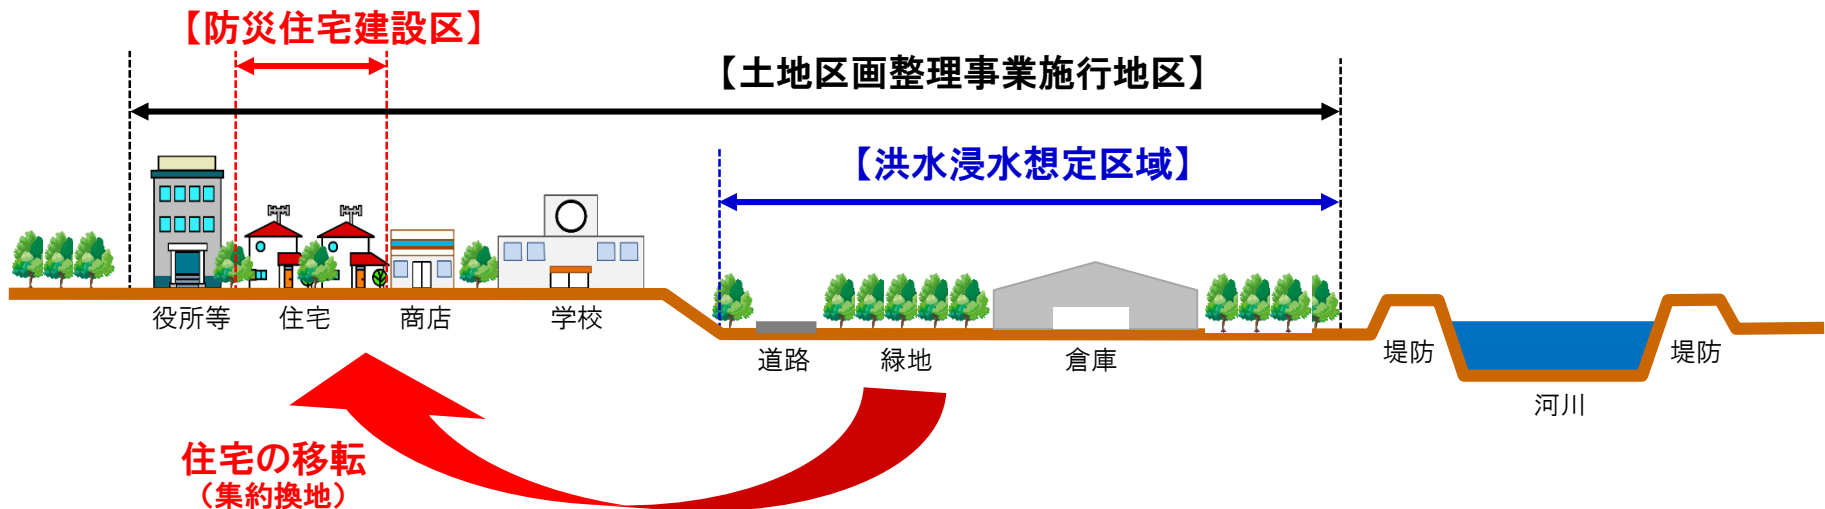 【防災住宅建設区】
【土地区画整理事業施行地区】
【洪水浸水想定区域】
役所等
住宅
商店
学校
道路
緑地
倉庫
堤防
堤防
河川
住宅の移転
（集約換地）